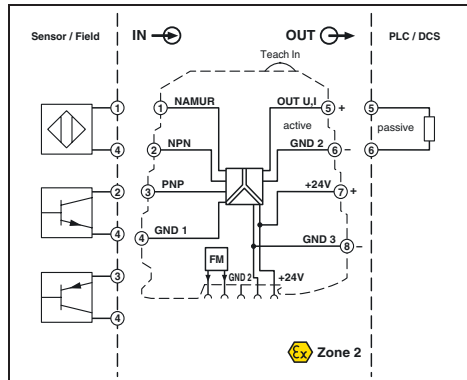 Sensor / Field
IN
OUT
PLC / DCS
Teach In
1
4
2
4
3
4
1 NAMUR
2 NPN
3 PNP
4 GND 1
OUT U,I 5 +
active
GND 2 6 –
+24V 7 +
GND 3 8 –
FM
GND 2
+24V
5
passive
6
Ex Zone 2